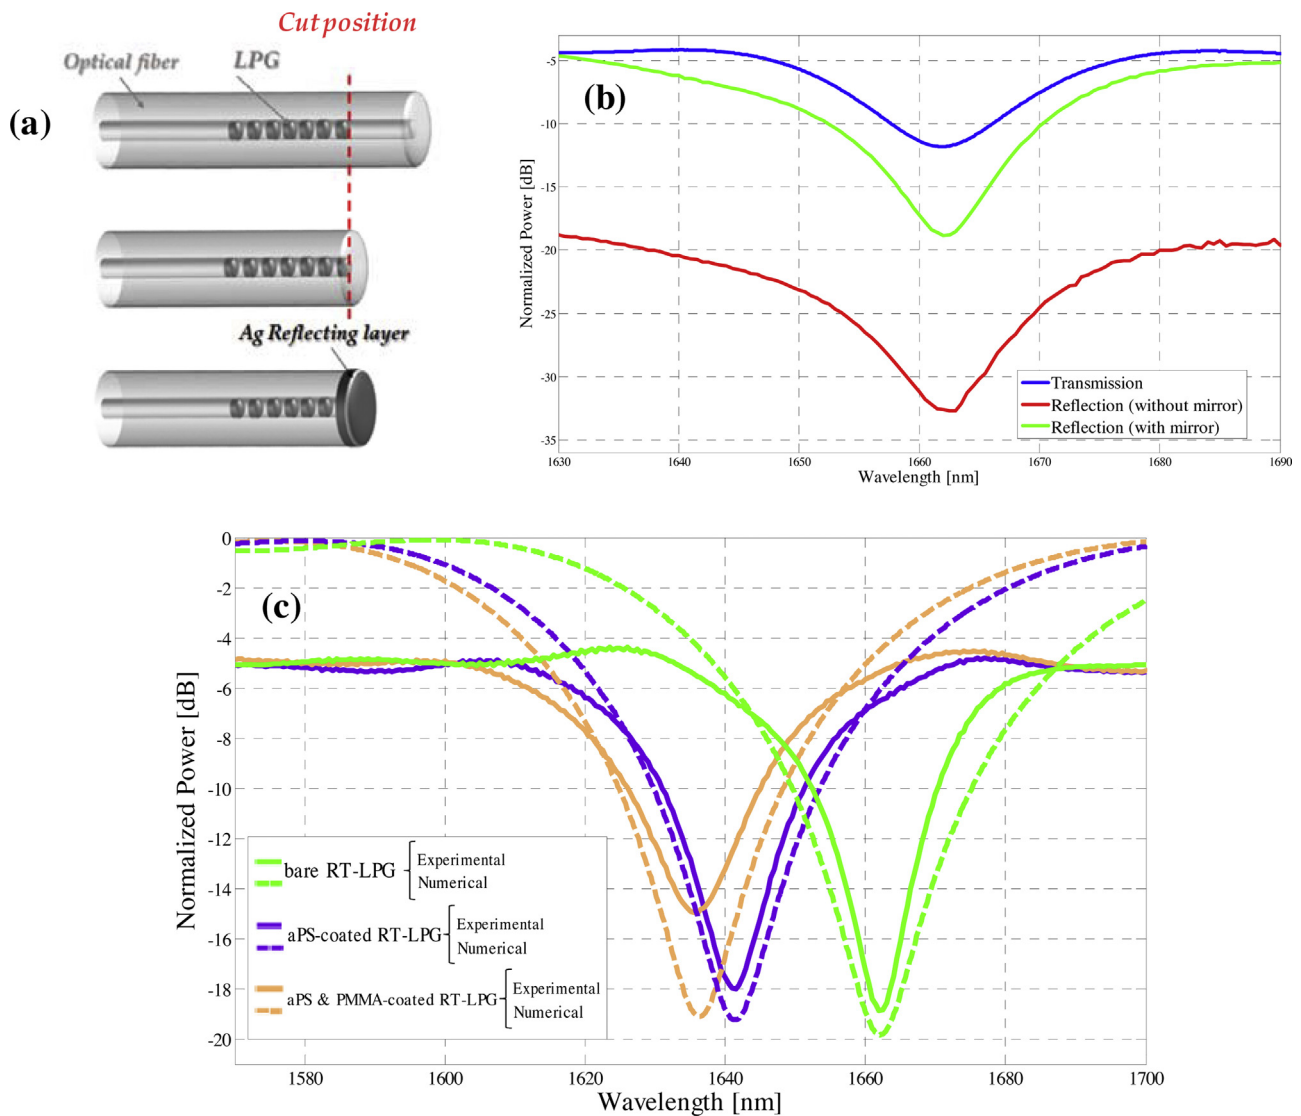 Cut position
Optical fiber
LPG
(a)
Ag Reflecting layer
(b)
Normalized Power [dB]
-5
-10
-15
-20
-25
-30
-35
Transmission
Reflection (without mirror)
Reflection (with mirror)
1630
1640
1650
1660
1670
1680
1690
Wavelength [nm]
(c)
Normalized Power [dB]
0
-2
-4
-6
-8
-10
-12
-14
-16
-18
-20
bare RT-LPG
Experimental
Numerical
aPS-coated RT-LPG
Experimental
Numerical
aPS & PMMA-coated RT-LPG
Experimental
Numerical
1580
1600
1620
1640
1660
1680
1700
Wavelength [nm]